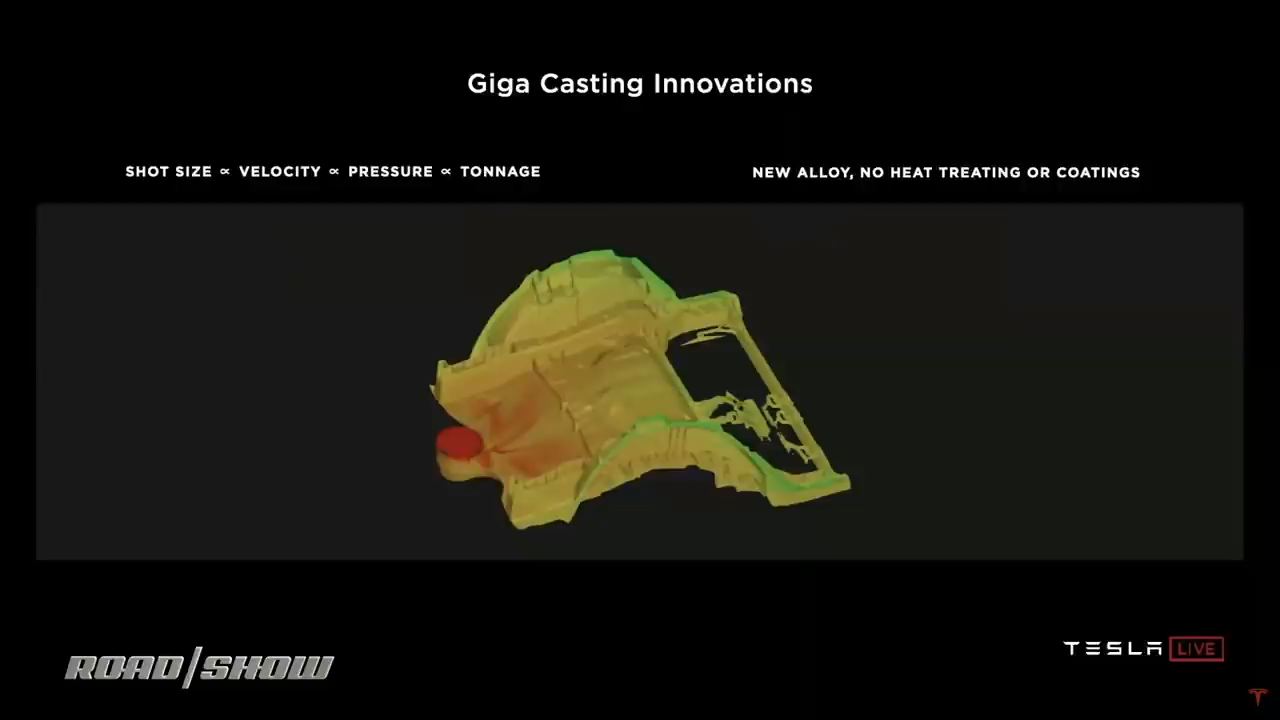 Giga Casting Innovations
SHOT SIZE ∝ VELOCITY ∝ PRESSURE ∝ TONNAGE
NEW ALLOY, NO HEAT TREATING OR COATINGS
ROAD/SHOW
TESLA LIVE